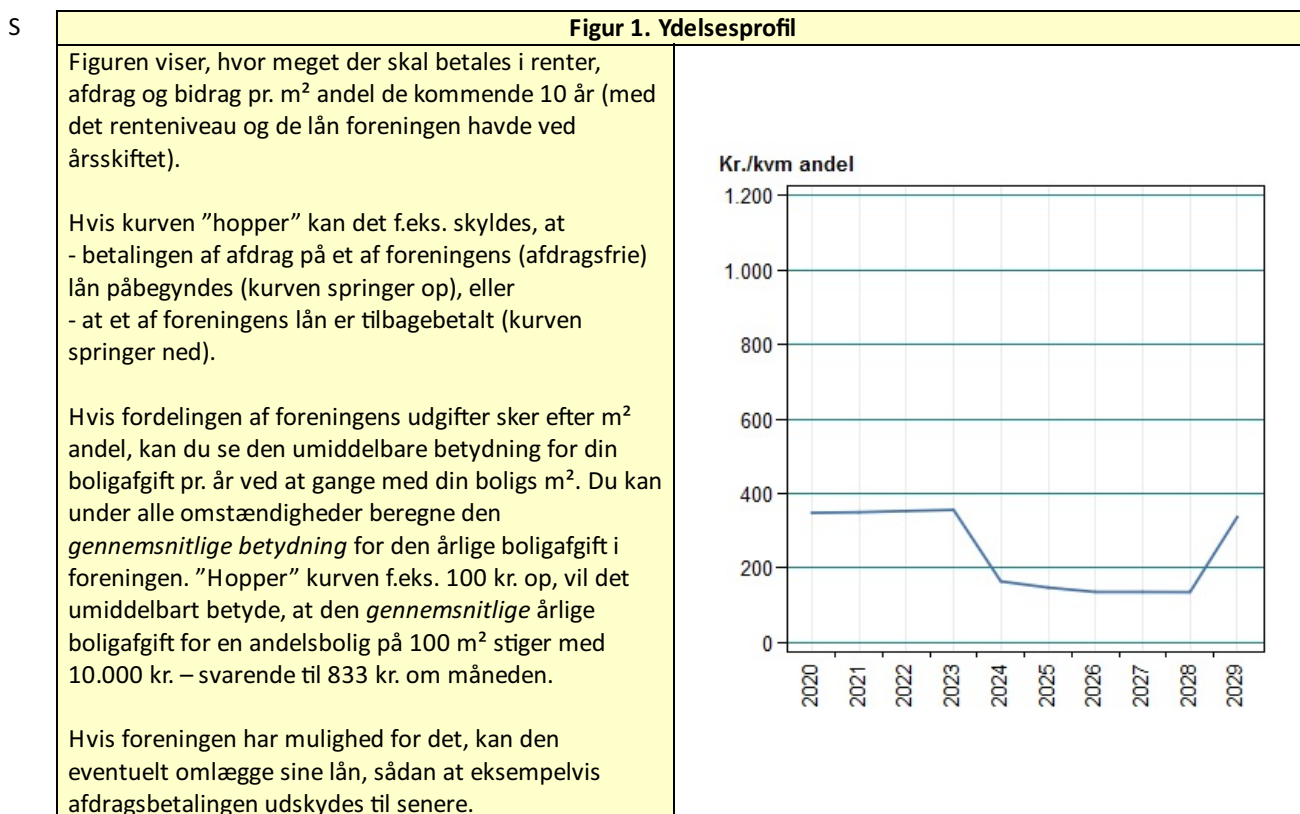 S
Figur 1. Ydelsesprofil
Figuren viser, hvor meget der skal betales i renter,
afdrag og bidrag pr. m² andel de kommende 10 år (med
det renteniveau og de lån foreningen havde ved
årsskiftet).
Hvis kurven ”hopper” kan det f.eks. skyldes, at
- betalingen af afdrag på et af foreningens (afdragsfrie)
lån påbegyndes (kurven springer op), eller
- at et af foreningens lån er tilbagebetalt (kurven
springer ned).
Hvis fordelingen af foreningens udgifter sker efter m²
andel, kan du se den umiddelbare betydning for din
boligafgift pr. år ved at gange med din boligs m². Du kan
under alle omstændigheder beregne den
gennemsnitlige betydning for den årlige boligafgift i
foreningen. ”Hopper” kurven f.eks. 100 kr. op, vil det
umiddelbart betyde, at den gennemsnitlige årlige
boligafgift for en andelsbolig på 100 m² stiger med
10.000 kr. – svarende til 833 kr. om måneden.
Hvis foreningen har mulighed for det, kan den
eventuelt omlægge sine lån, sådan at eksempelvis
afdragsbetalingen udskydes til senere.
Kr./kvm andel
1.200
1.000
800
600
400
200
0
2020
2021
2022
2023
2024
2025
2026
2027
2028
2029